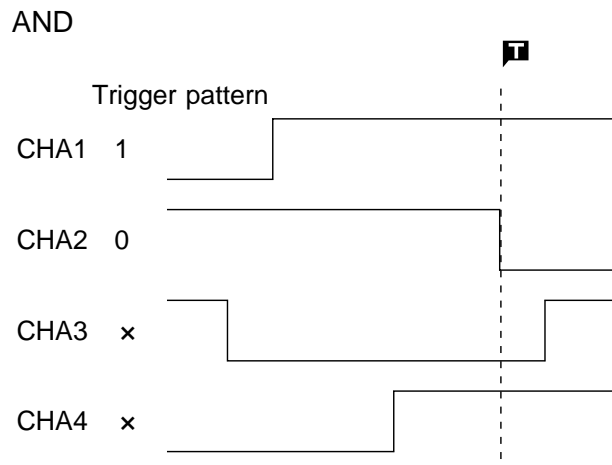 AND
T
Trigger pattern
CHA1 1
CHA2 0
CHA3 ×
CHA4 ×